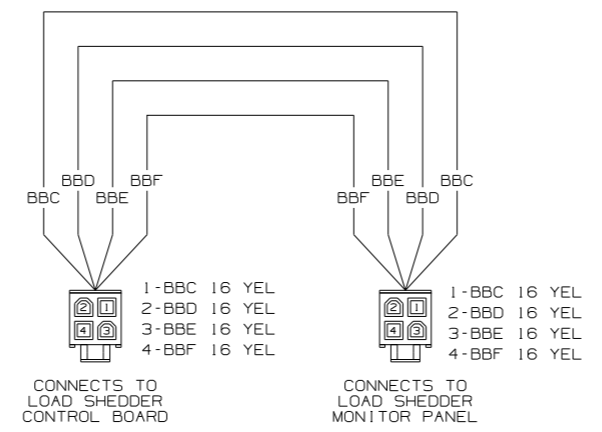 BBD BBF BBE BBC
BBC BBE BBF BBD
1-BBC 16 YEL
2-BBD 16 YEL
3-BBE 16 YEL
4-BBF 16 YEL
2 1
4 3
CONNECTS TO
LOAD SHEDDER
CONTROL BOARD
1-BBC 16 YEL
2-BBD 16 YEL
3-BBE 16 YEL
4-BBF 16 YEL
2 1
4 3
CONNECTS TO
LOAD SHEDDER
MONITOR PANEL